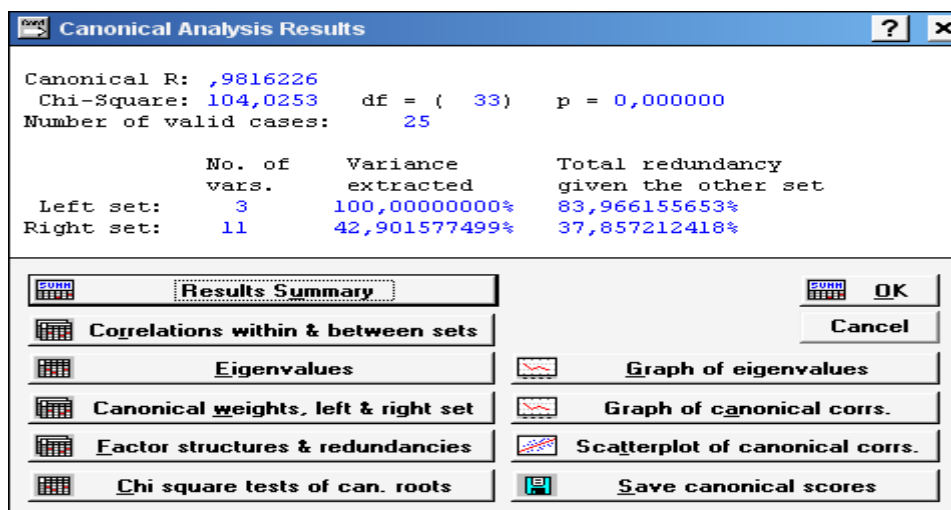 Canonical Analysis Results
?
Canonical R: ,9816226
Chi-Square: 104,0253 df = ( 33) p = 0,000000
Number of valid cases: 25
No. of Variance Total redundancy
vars. extracted given the other set
Left set: 3 100,00000000% 83,966155653%
Right set: 11 42,901577499% 37,857212418%
Results Summary
OK
Correlations within & between sets
Cancel
Eigenvalues
Graph of eigenvalues
Canonical weights, left & right set
Graph of canonical corrs.
Factor structures & redundancies
Scatterplot of canonical corrs.
Chi square tests of can. roots
Save canonical scores